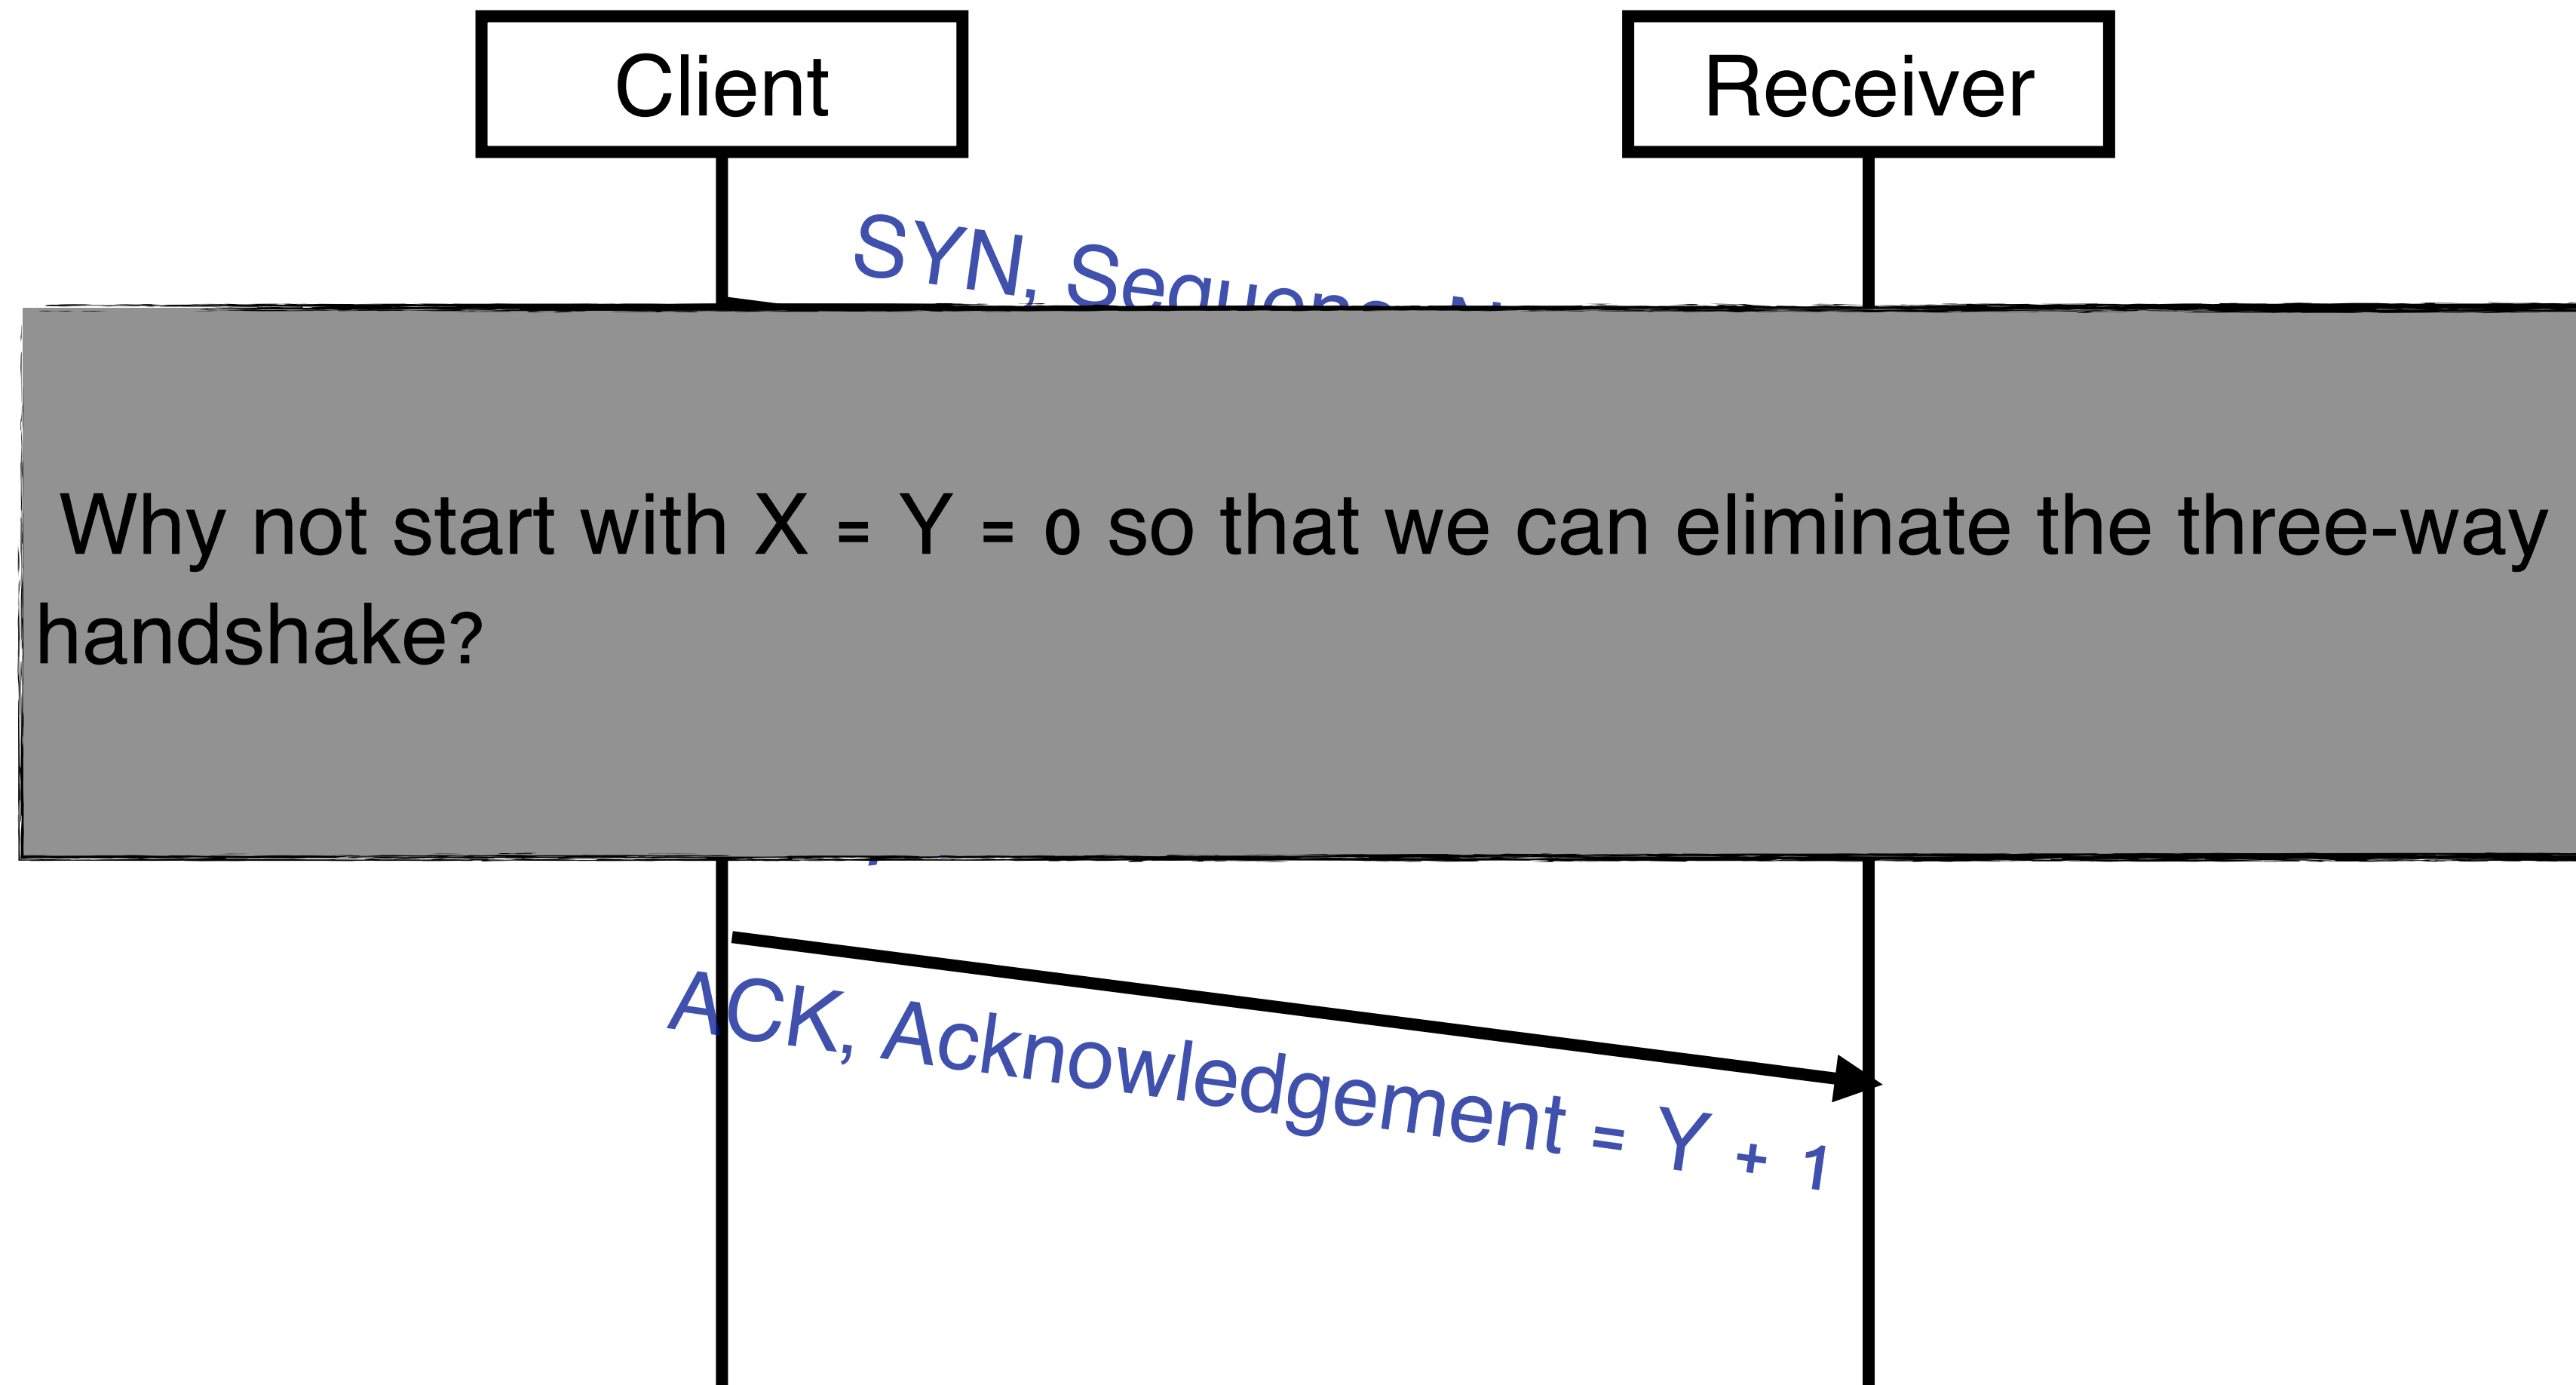 Client
Receiver
SYN,
Why not start with X = Y = 0 so that we can eliminate the three-way
handshake?
ACK, Acknowledgement = Y + 1